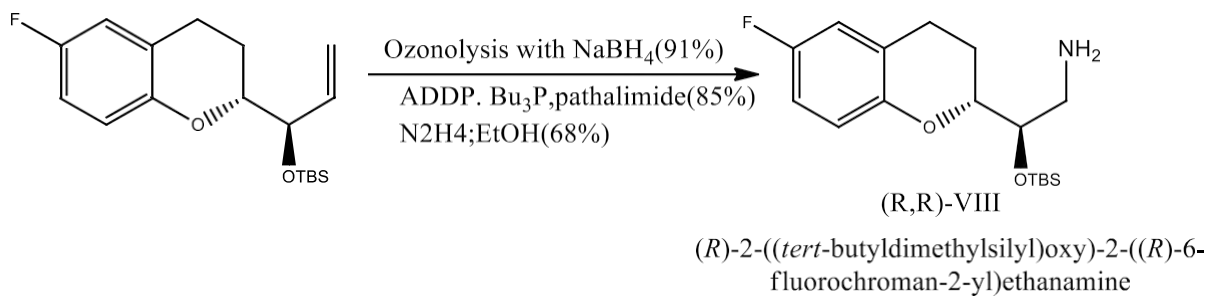 F
O
OTBS
Ozonolysis with NaBH4(91%)
ADDP. Bu3P,pathalimide(85%)
N2H4;EtOH(68%)
F
NH2
O
OTBS
(R,R)-VIII
(R)-2-((tert-butyldimethylsilyl)oxy)-2-((R)-6-
fluorochroman-2-yl)ethanamine